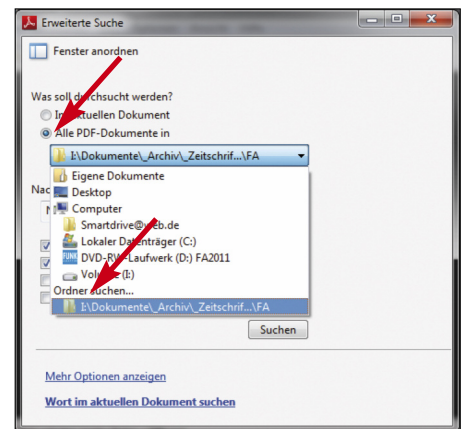 Erweiterte Suche
Fenster anordnen
Was soll durchsucht werden?
Im aktuellen Dokument
Alle PDF-Dokumente in
I:\Dokumente\_Archiv\_Zeitschrif...\FA
Eigene Dokumente
Nac
Desktop
Computer
Smartdrive@web.de
Lokaler Datenträger (C:)
FUNK DVD-RW-Laufwerk (D:) FA2011
Volume (I:)
Ordner suchen...
I:\Dokumente\_Archiv\_Zeitschrif...\FA
Suchen
Mehr Optionen anzeigen
Wort im aktuellen Dokument suchen